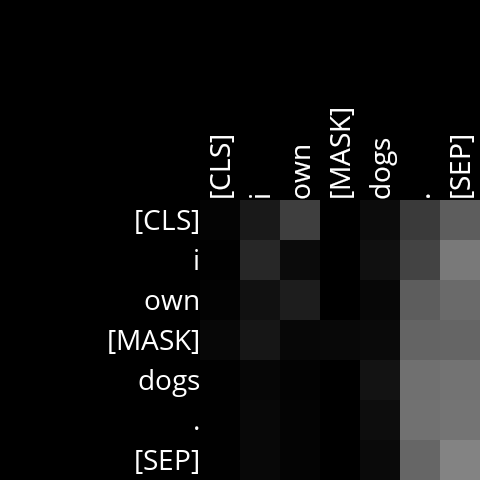 [CLS] i own [MASK] dogs . [SEP]
[CLS]
i
own
[MASK]
dogs
.
[SEP]